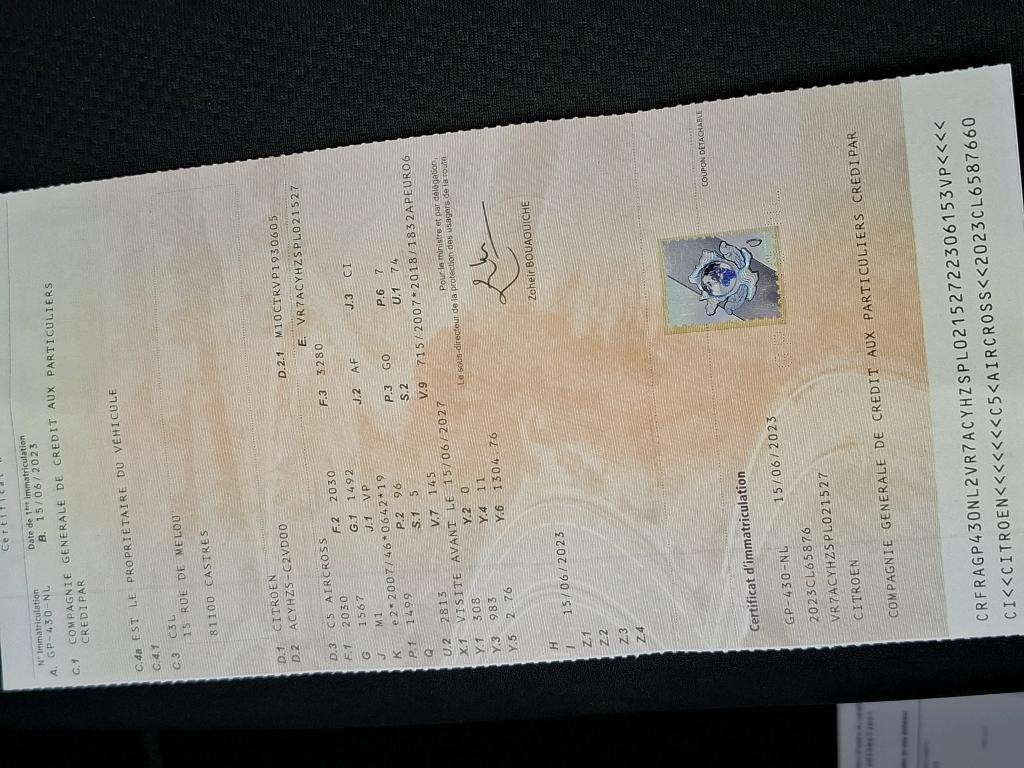 N° Immatriculation Date de 1ère Immatriculation
A. GP-430-NL B. 15/06/2023
C.1 COMPAGNIE GENERALE DE CREDIT AUX PARTICULIERS
CREDIPAR
C.4a EST LE PROPRIETAIRE DU VÉHICULE
C.4.1
C.3 C3L
15 RUE DE MELOU
81100 CASTRES
D.1 CITROEN D.2.1 M10CTRVP1930605
D.2 ACYHZS-C2VD00 E. VR7ACYHZSPL021527
D.3 C5 AIRCROSS F.3 3280
F.1 2030 F.2 2030
G 1567 G.1 1492 J.2 AF J.3 CI
J M1 J.1 VP
K e2*2007/46*0642*19 P.3 GO P.6 7
P.1 1499 P.2 96 S.2 U.1 74
Q S.1 5 V.9 715/2007*2018/1832APEURO6
U.2 2813 V.7 145
X.1 VISITE AVANT LE 15/06/2027
Y.1 308 Y.2 0
Y.3 983 Y.4 11
Y.5 2.76 Y.6 1304.76
Pour le ministre et par délégation,
Le sous-directeur de la protection des usagers de la route
Zoheir BOUAOUICHE
H
I 15/06/2023
Z.1
Z.2
Z.3
Z.4
COUPON DÉTACHABLE
Certificat d'immatriculation
GP-430-NL 15/06/2023
2023CL65876
VR7ACYHZSPL021527
CITROEN
COMPAGNIE GENERALE DE CREDIT AUX PARTICULIERS CREDIPAR
CRFRAGP430NL2VR7ACYHZSPL02152722306153VP<<<<
CI<<CITROEN<<<<<<C5<AIRCROSS<<2023CL6587660